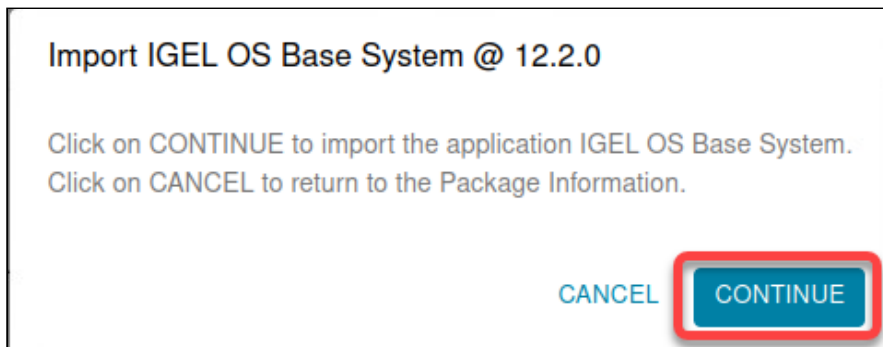 Import IGEL OS Base System @ 12.2.0
Click on CONTINUE to import the application IGEL OS Base System.
Click on CANCEL to return to the Package Information.
CANCEL CONTINUE